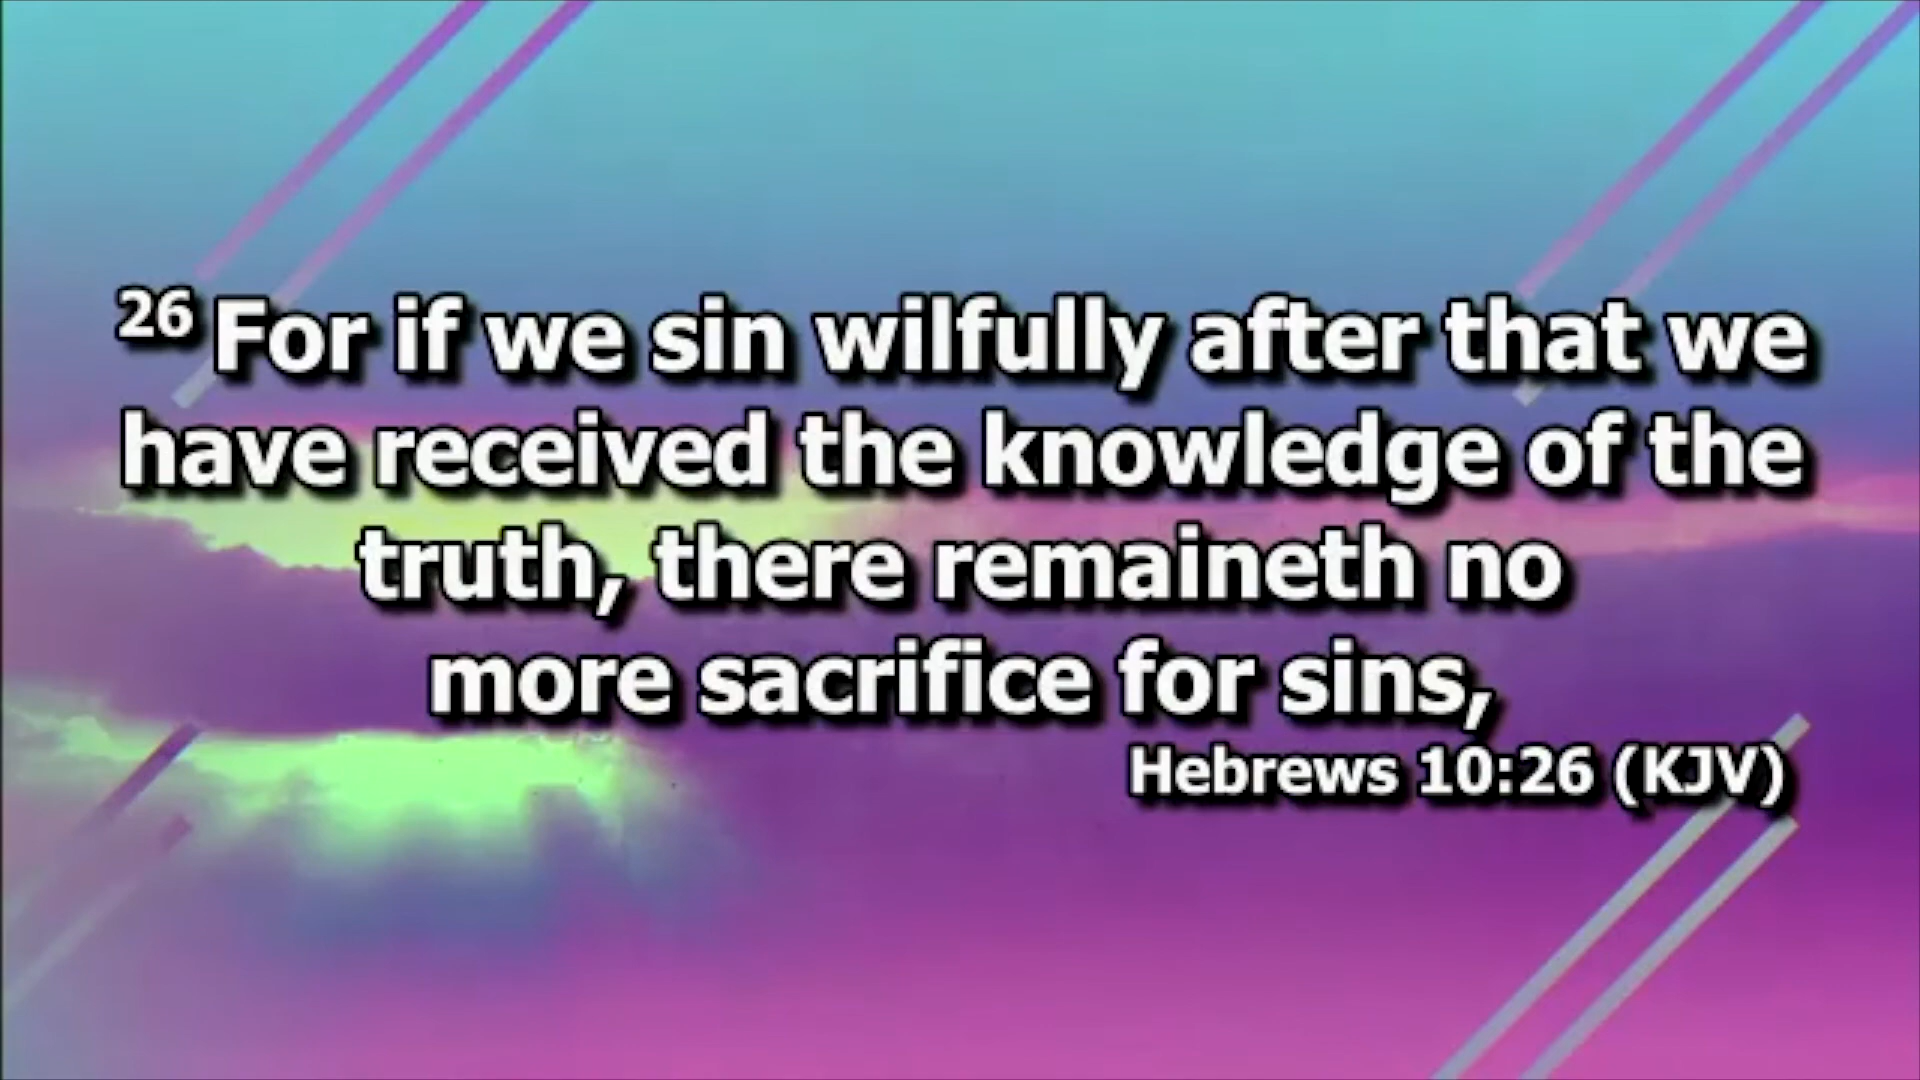 26 For if we sin wilfully after that we
have received the knowledge of the
truth, there remaineth no
more sacrifice for sins,
Hebrews 10:26 (KJV)